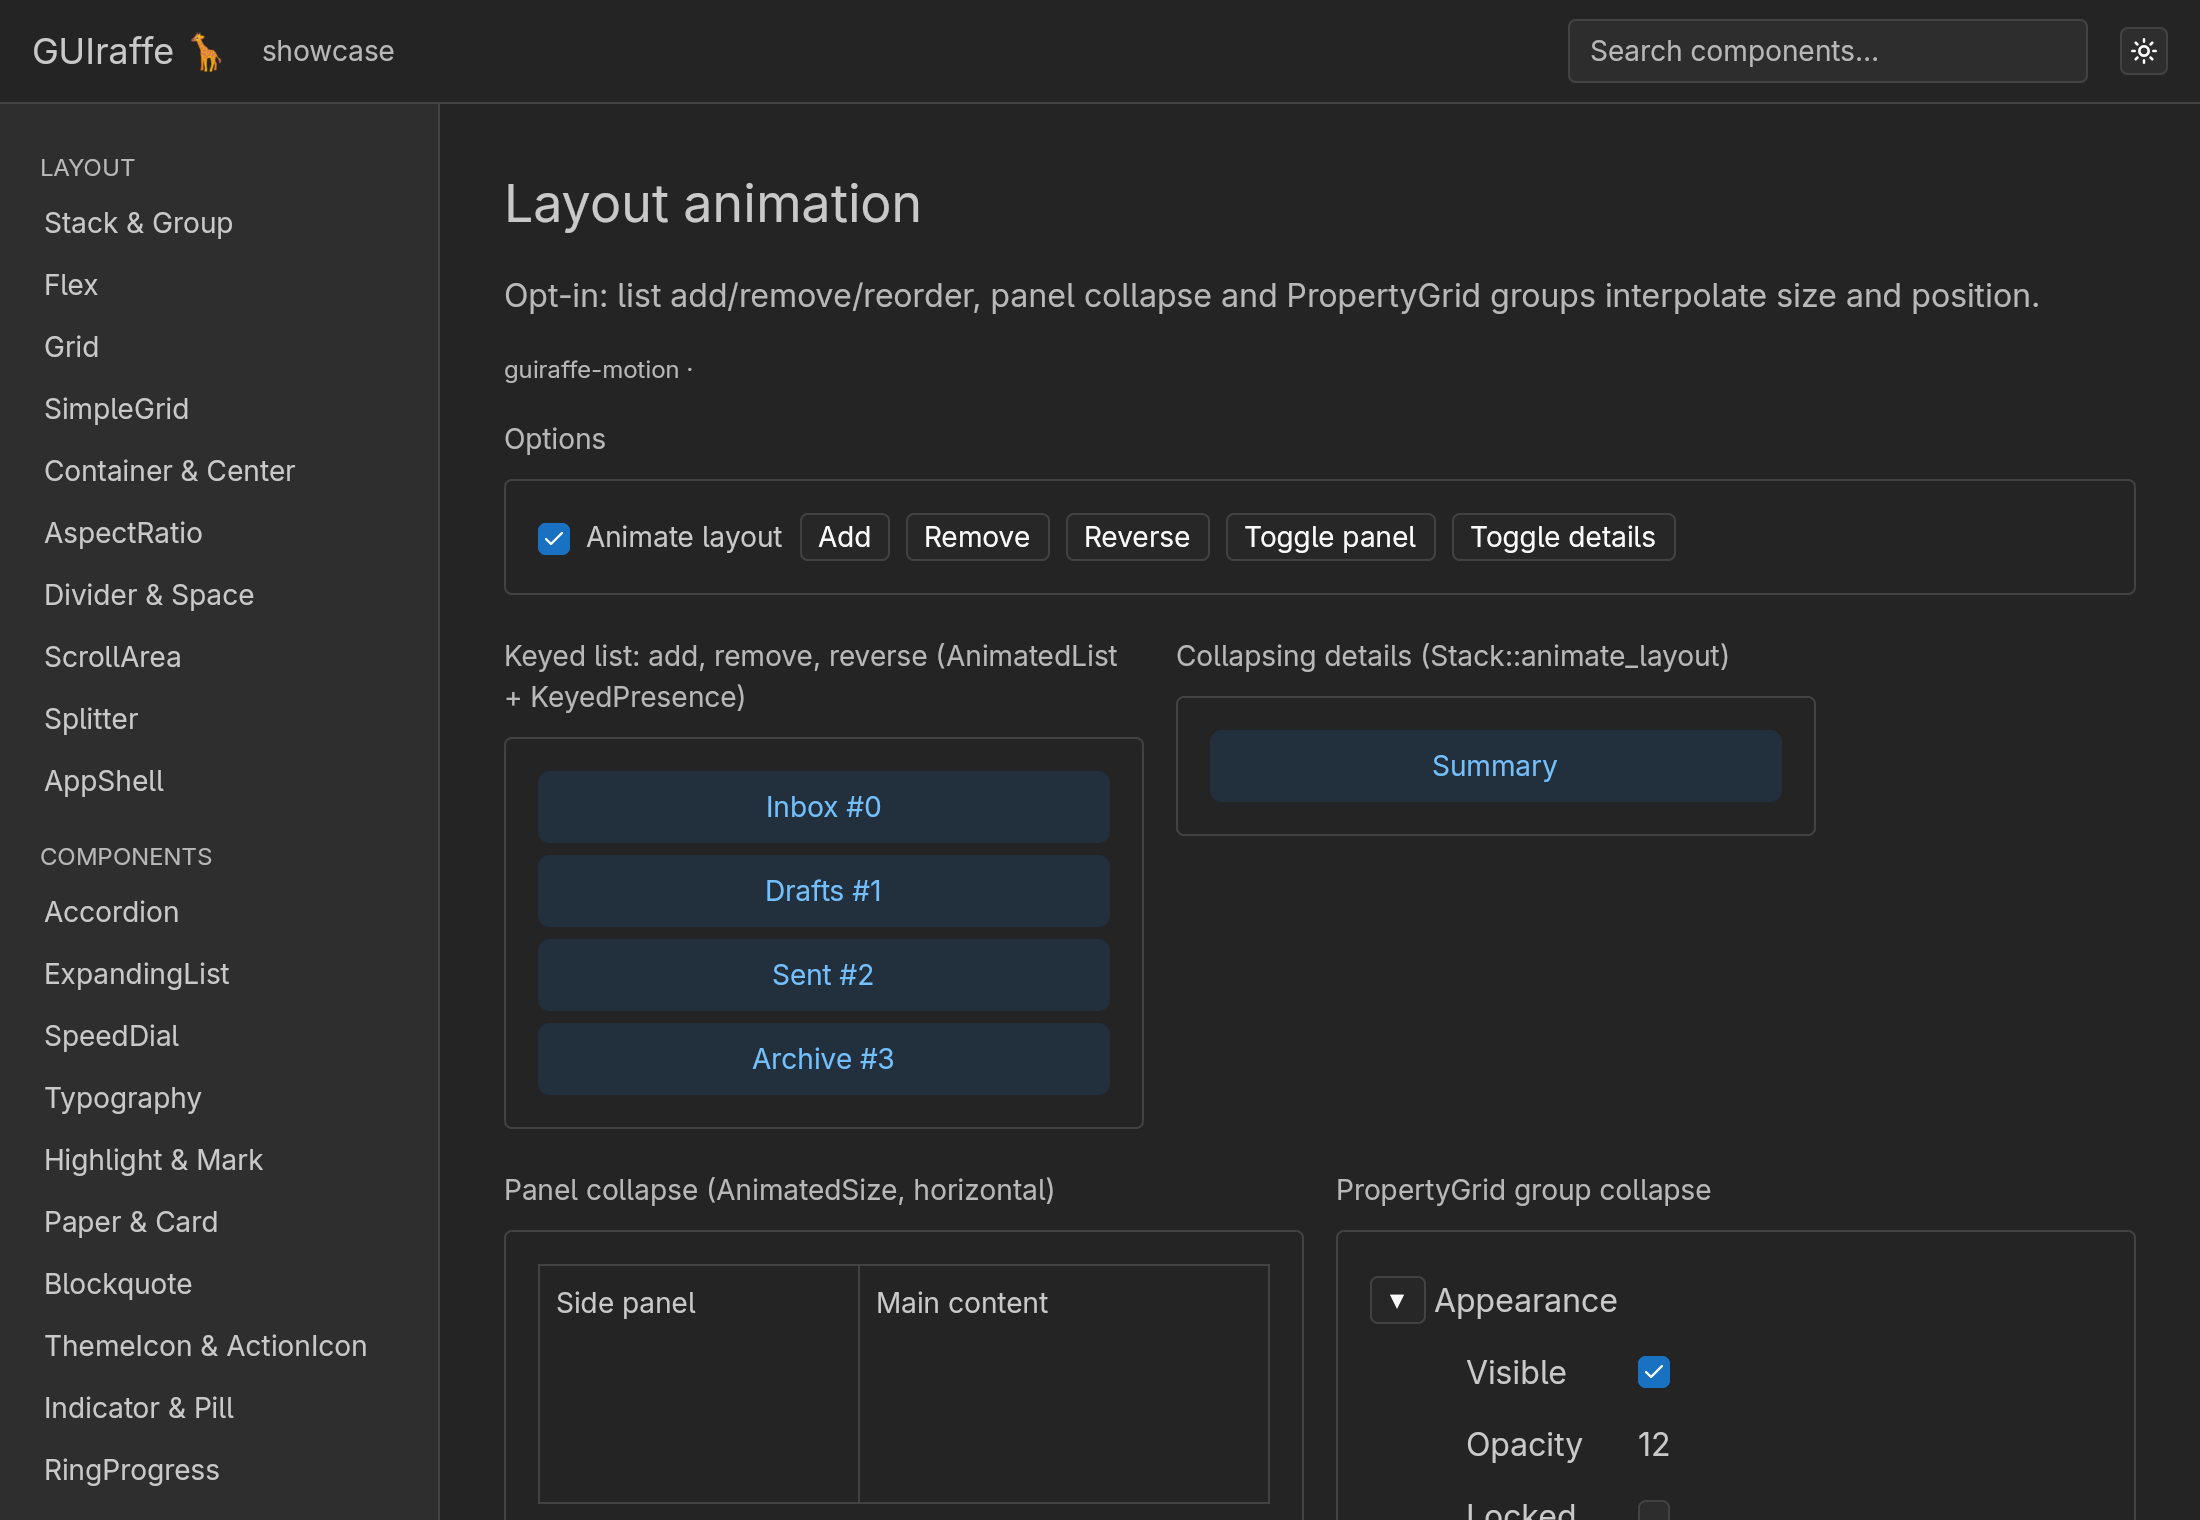 GUIraffe 🦒 showcase
Search components...
LAYOUT
Stack & Group
Flex
Grid
SimpleGrid
Container & Center
AspectRatio
Divider & Space
ScrollArea
Splitter
AppShell
COMPONENTS
Accordion
ExpandingList
SpeedDial
Typography
Highlight & Mark
Paper & Card
Blockquote
ThemeIcon & ActionIcon
Indicator & Pill
RingProgress
Layout animation
Opt-in: list add/remove/reorder, panel collapse and PropertyGrid groups interpolate size and position.
guiraffe-motion ·
Options
Animate layout Add Remove Reverse Toggle panel Toggle details
Keyed list: add, remove, reverse (AnimatedList
+ KeyedPresence)
Inbox #0
Drafts #1
Sent #2
Archive #3
Collapsing details (Stack::animate_layout)
Summary
Panel collapse (AnimatedSize, horizontal)
Side panel
Main content
PropertyGrid group collapse
▼ Appearance
Visible
Opacity 12
Locked